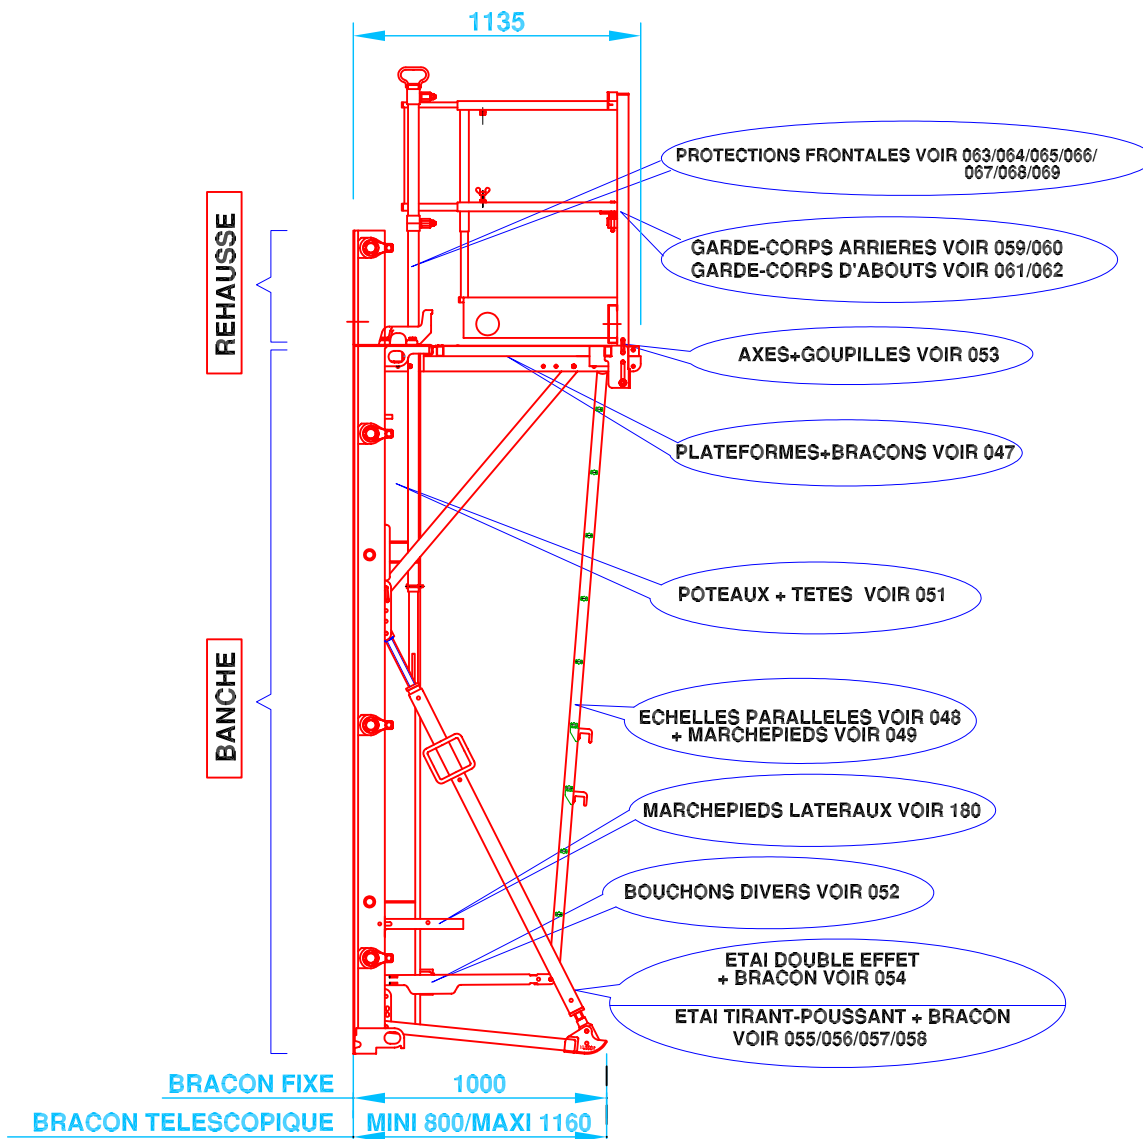 1135
PROTECTIONS FRONTALES VOIR 063/064/065/066/
067/068/069
REHAUSSE
GARDE-CORPS ARRIERES VOIR 059/060
GARDE-CORPS D'ABOUTS VOIR 061/062
AXES+GOUPILLES VOIR 053
PLATEFORMES+BRACONS VOIR 047
POTEAUX + TETES VOIR 051
BANCHE
ECHELLES PARALLELES VOIR 048
+ MARCHEPIEDS VOIR 049
MARCHEPIEDS LATERAUX VOIR 180
BOUCHONS DIVERS VOIR 052
ETAI DOUBLE EFFET
+ BRACON VOIR 054
ETAI TIRANT-POUSSANT + BRACON
VOIR 055/056/057/058
BRACON FIXE 1000
BRACON TELESCOPIQUE MINI 800/MAXI 1160